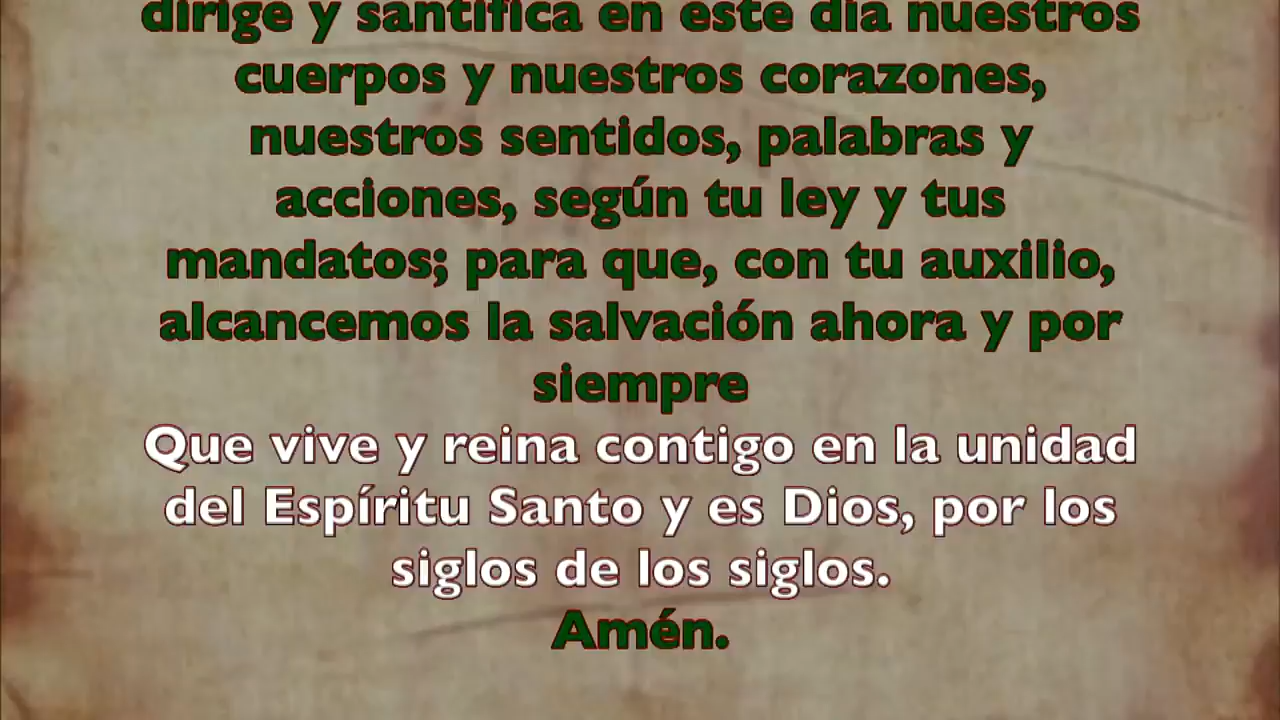 dirige y santifica en este día nuestros
cuerpos y nuestros corazones,
nuestros sentidos, palabras y
acciones, según tu ley y tus
mandatos; para que, con tu auxilio,
alcancemos la salvación ahora y por
siempre
Que vive y reina contigo en la unidad
del Espíritu Santo y es Dios, por los
siglos de los siglos.
Amén.